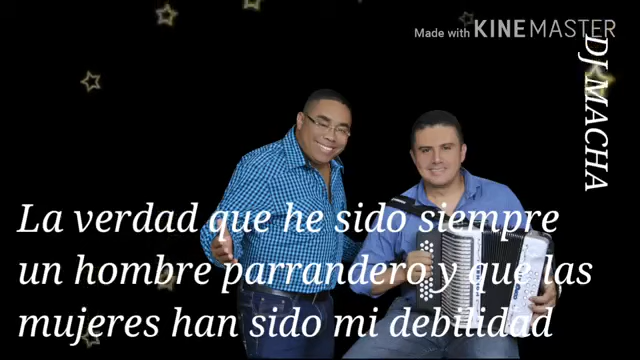 Made with KINEMASTER
DJ MACHA
La verdad que he sido siempre
un hombre parrandero y que las
mujeres han sido mi debilidad